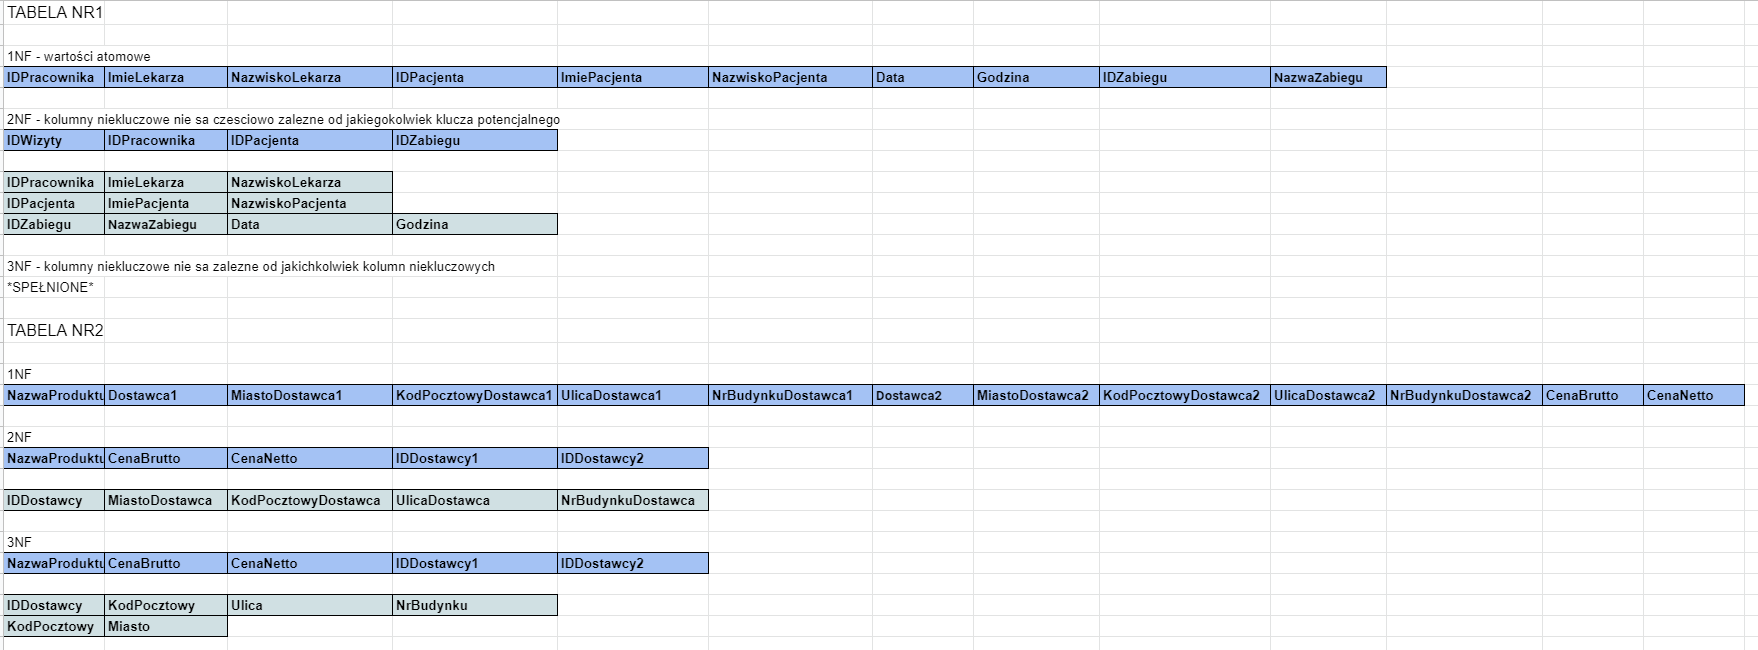 TABELA NR1
1NF - wartości atomowe
IDPracownika ImieLekarza NazwiskoLekarza IDPacjenta ImiePacjenta NazwiskoPacjenta Data Godzina IDZabiegu NazwaZabiegu
2NF - kolumny niekluczowe nie sa czesciowo zalezne od jakiegokolwiek klucza potencjalnego
IDWizyty IDPracownika IDPacjenta IDZabiegu
IDPracownika ImieLekarza NazwiskoLekarza
IDPacjenta ImiePacjenta NazwiskoPacjenta
IDZabiegu NazwaZabiegu Data Godzina
3NF - kolumny niekluczowe nie sa zalezne od jakichkolwiek kolumn niekluczowych
*SPEŁNIONE*
TABELA NR2
1NF
NazwaProduktu Dostawca1 MiastoDostawca1 KodPocztowyDostawca1 UlicaDostawca1 NrBudynkuDostawca1 Dostawca2 MiastoDostawca2 KodPocztowyDostawca2 UlicaDostawca2 NrBudynkuDostawca2 CenaBrutto CenaNetto
2NF
NazwaProduktu CenaBrutto CenaNetto IDDostawcy1 IDDostawcy2
IDDostawcy MiastoDostawca KodPocztowyDostawca UlicaDostawca NrBudynkuDostawca
3NF
NazwaProduktu CenaBrutto CenaNetto IDDostawcy1 IDDostawcy2
IDDostawcy KodPocztowy Ulica NrBudynku
KodPocztowy Miasto